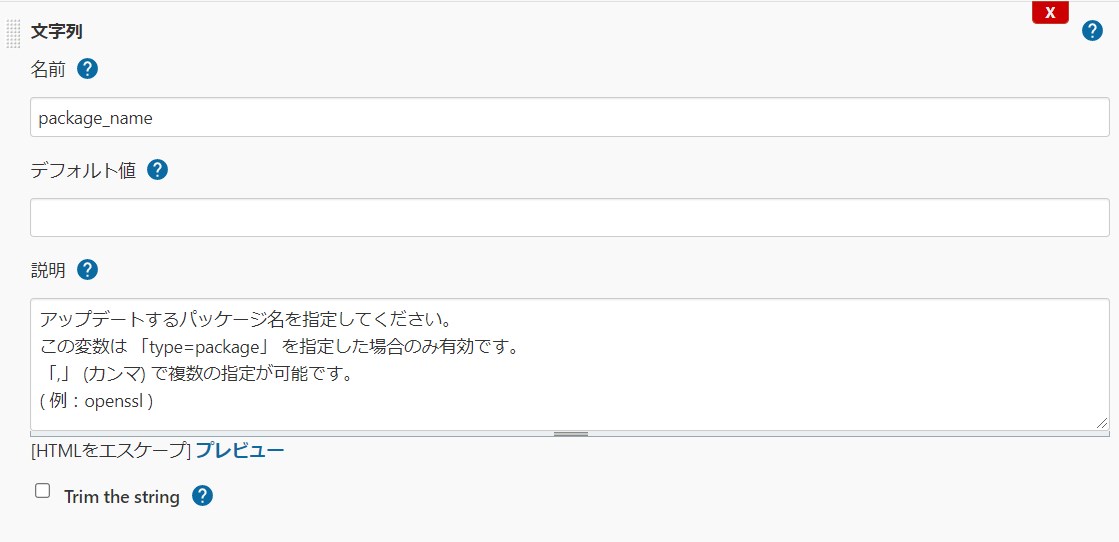 X
文字列 ?
名前 ?
package_name
デフォルト値 ?
説明 ?
アップデートするパッケージ名を指定してください。
この変数は 「type=package」 を指定した場合のみ有効です。
「,」 (カンマ) で複数の指定が可能です。
( 例：openssl )
[HTMLをエスケープ] プレビュー
Trim the string ?